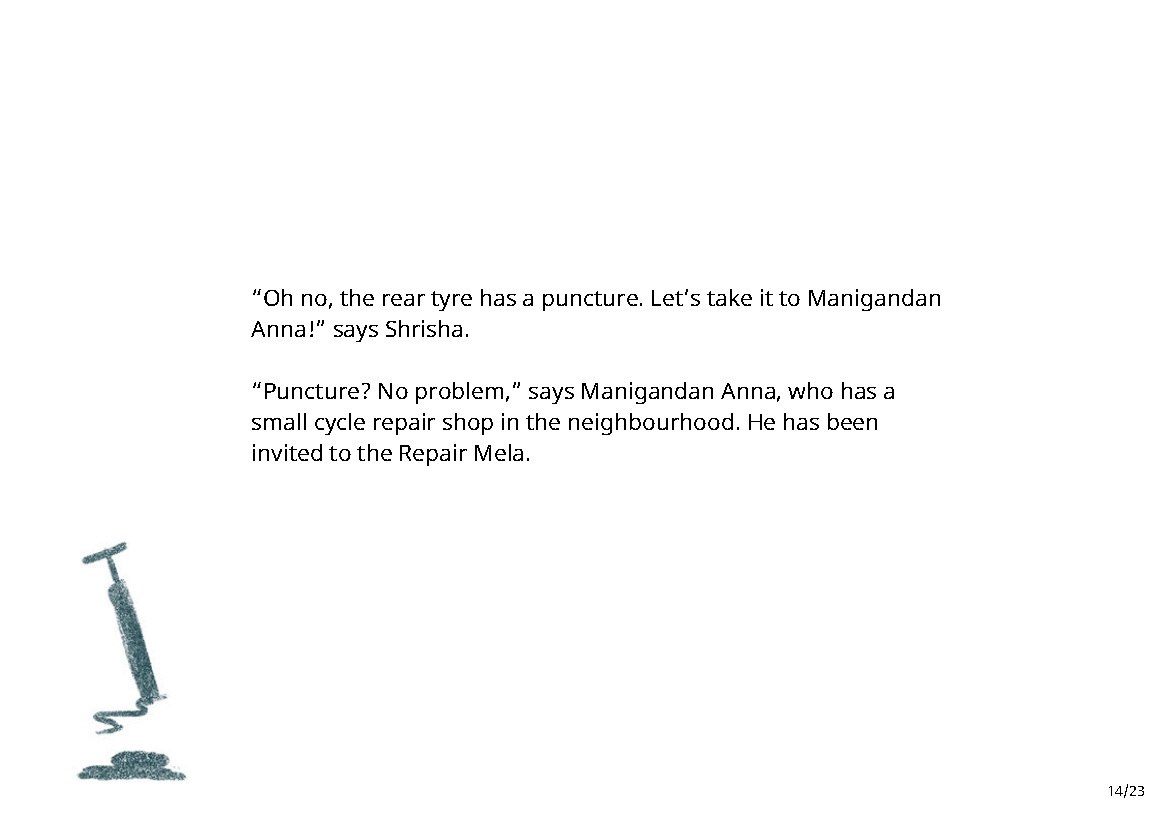 “Oh no, the rear tyre has a puncture. Let’s take it to Manigandan
Anna!” says Shrisha.
“Puncture? No problem,” says Manigandan Anna, who has a
small cycle repair shop in the neighbourhood. He has been
invited to the Repair Mela.
14/23